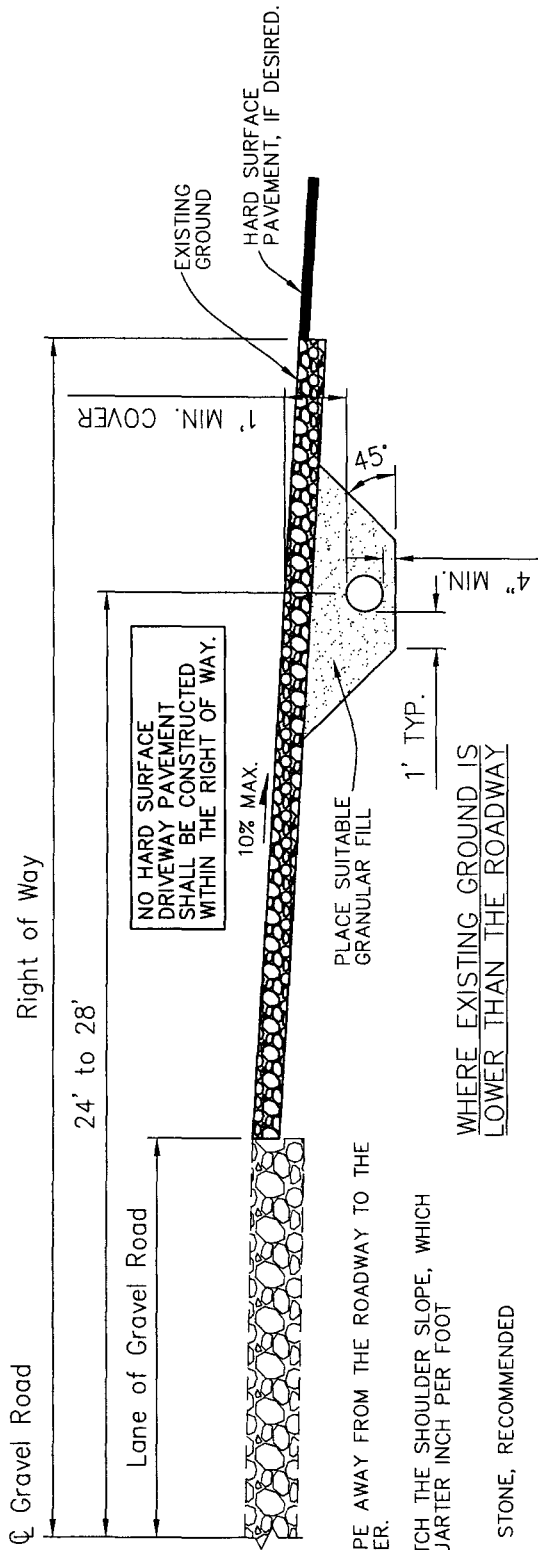 ℄ Gravel Road
Right of Way
24' to 28'
Lane of Gravel Road
NO HARD SURFACE
DRIVEWAY PAVEMENT
SHALL BE CONSTRUCTED
WITHIN THE RIGHT OF WAY.
10% MAX.
1' MIN. COVER
EXISTING
GROUND
HARD SURFACE
PAVEMENT, IF DESIRED.
45°
4" MIN.
1' TYP.
PLACE SUITABLE
GRANULAR FILL
WHERE EXISTING GROUND IS
LOWER THAN THE ROADWAY
PE AWAY FROM THE ROADWAY TO THE
ER.
TCH THE SHOULDER SLOPE, WHICH
UARTER INCH PER FOOT
STONE, RECOMMENDED